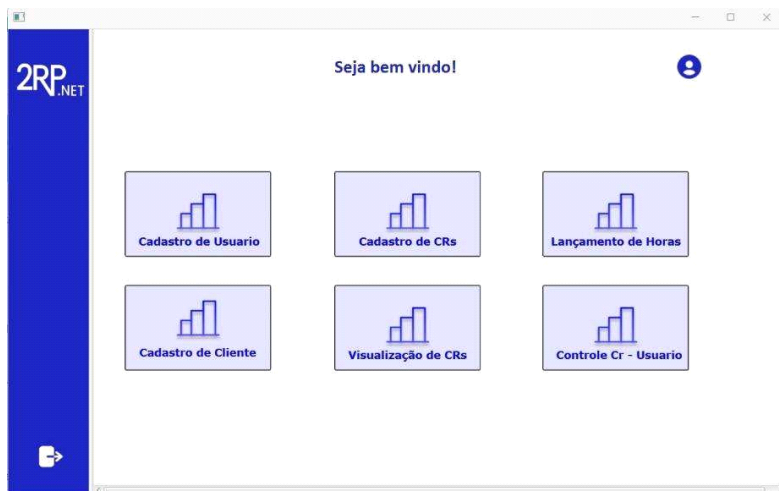 2RP
.NET
Seja bem vindo!
Cadastro de Usuario
Cadastro de CRs
Lançamento de Horas
Cadastro de Cliente
Visualização de CRs
Controle Cr - Usuario